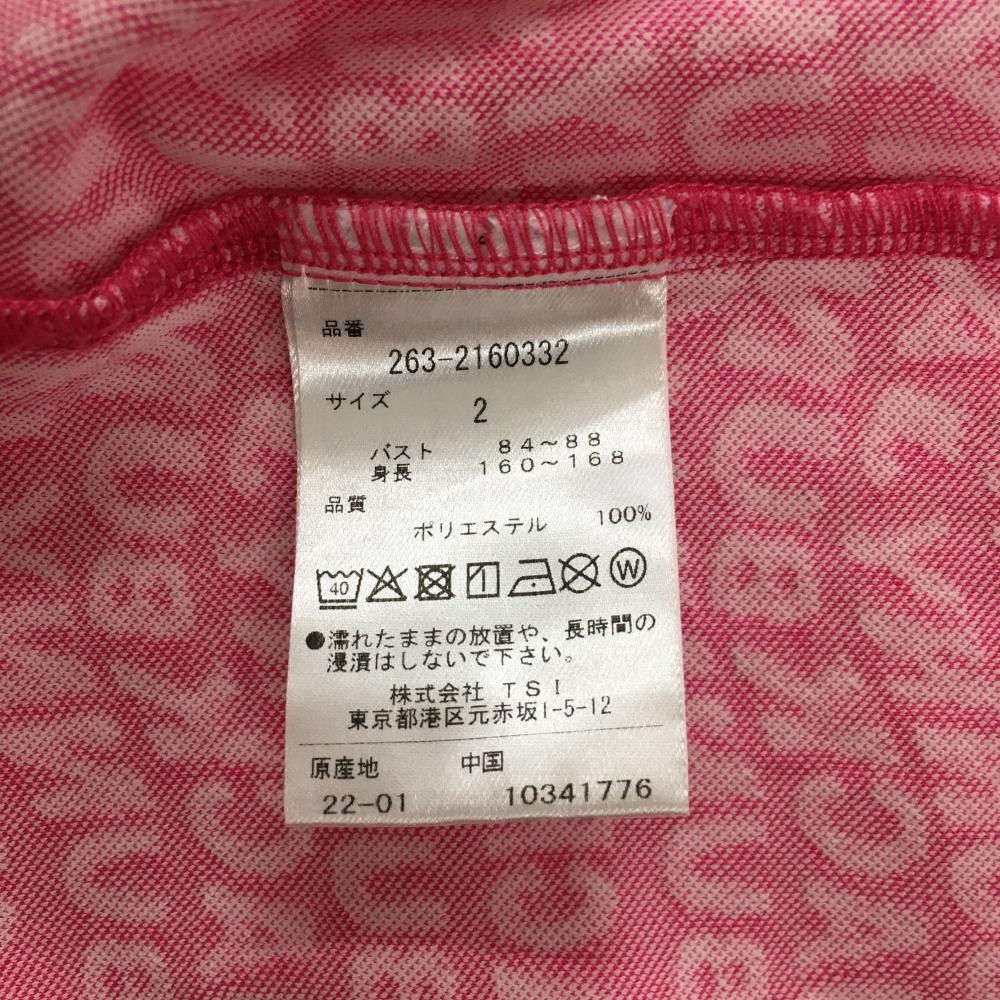 品番
263-2160332
サイズ 2
バスト 84~88
身長 160~168
品質
ポリエステル 100%
40 W
●濡れたままの放置や、長時間の
浸漬はしないで下さい。
株式会社 TSI
東京都港区元赤坂1-5-12
原産地 中国
22-01 10341776